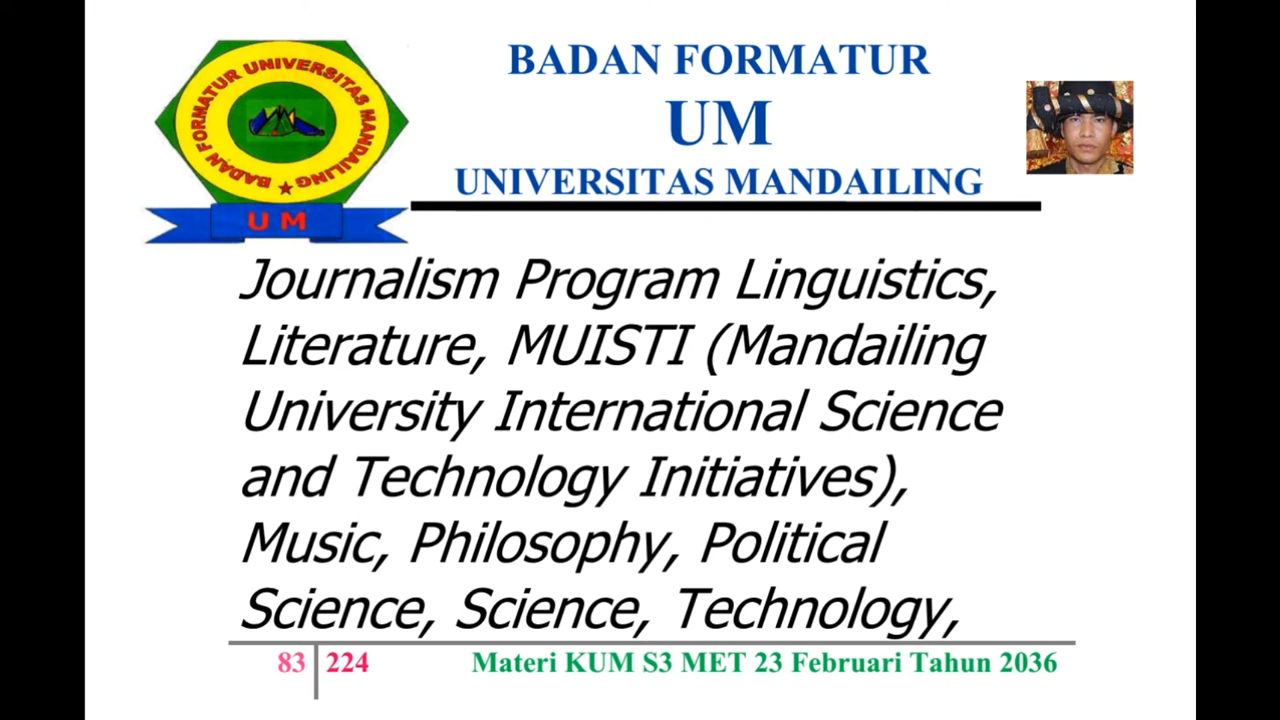 BADAN FORMATUR UNIVERSITAS MANDAILING
UM
BADAN FORMATUR
UM
UNIVERSITAS MANDAILING
Journalism Program Linguistics,
Literature, MUISTI (Mandailing
University International Science
and Technology Initiatives),
Music, Philosophy, Political
Science, Science, Technology,
83 224 Materi KUM S3 MET 23 Februari Tahun 2036